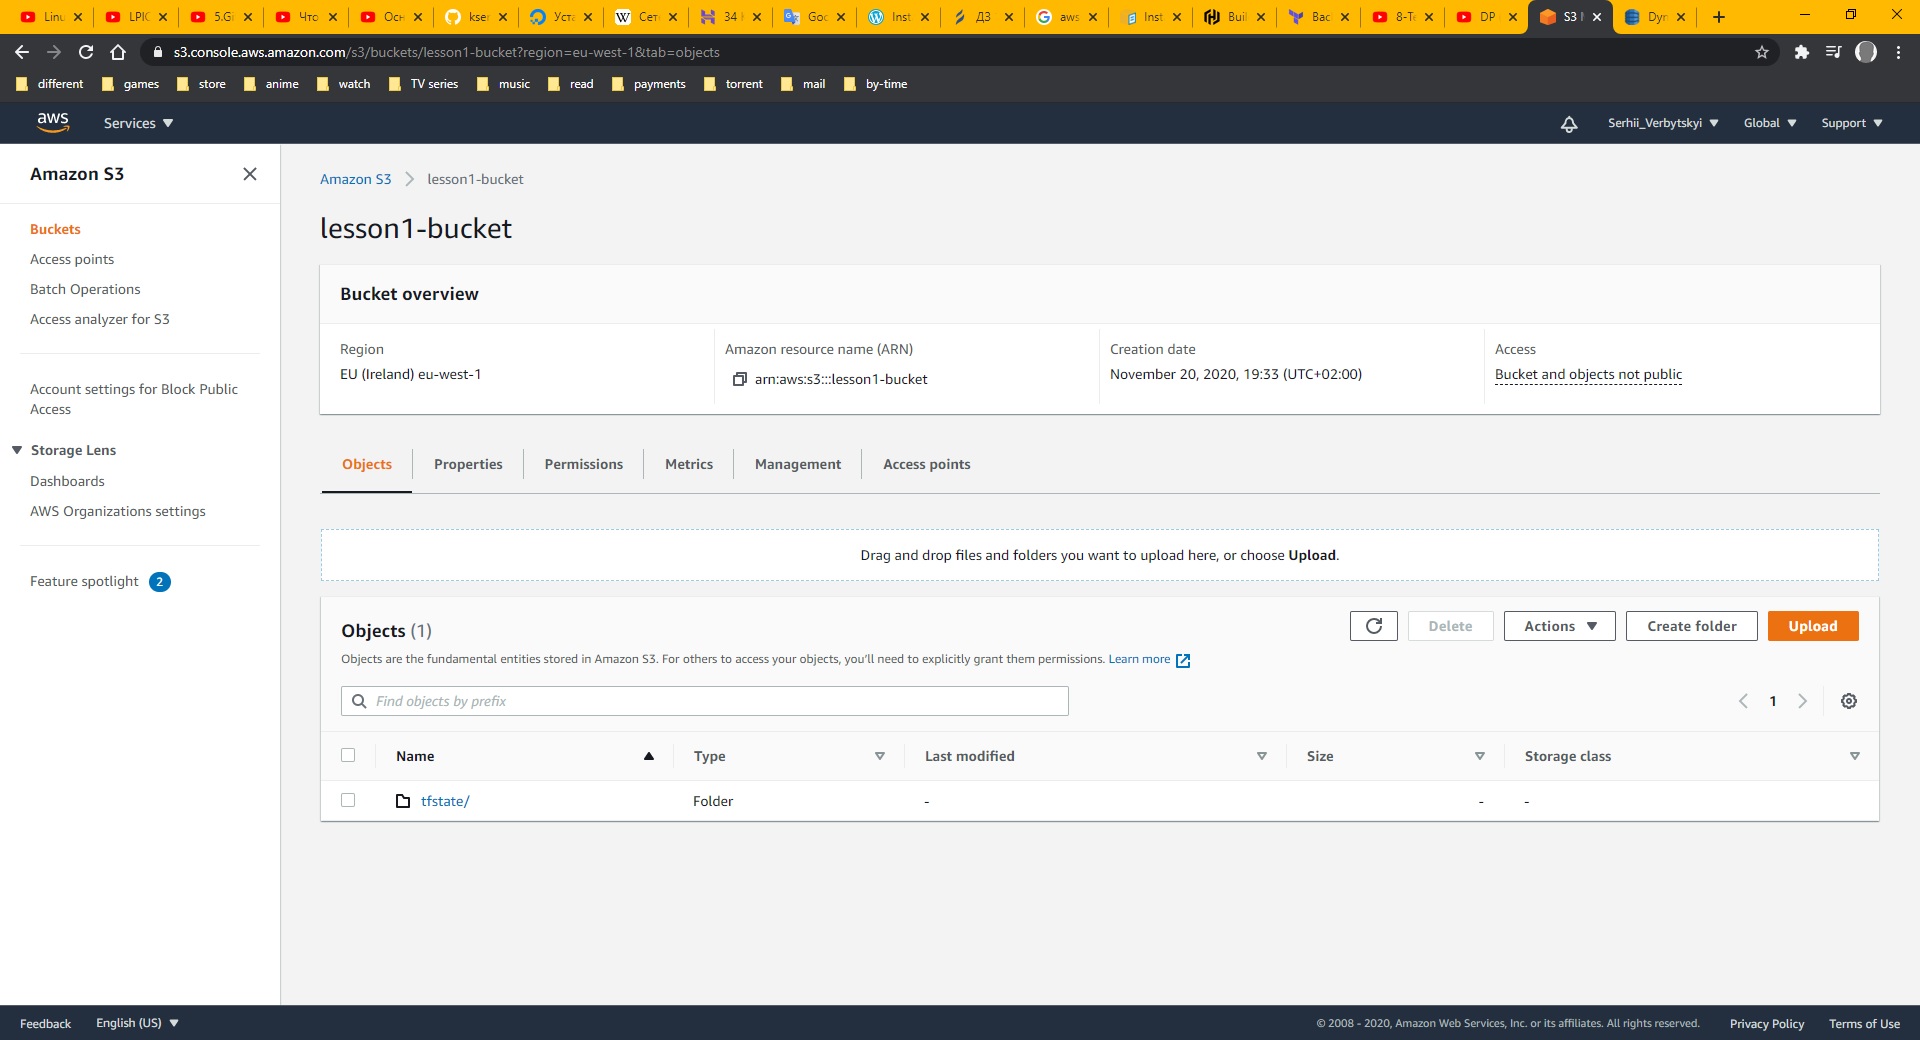 Linu
LPIC
5.Gi
Что
Осн
kser
Уста
W Сет
34
Goc
Inst
ДЗ
aws
Inst
Buil
Bac
8-Te
DP
S3
Dyr
s3.console.aws.amazon.com/s3/buckets/lesson1-bucket?region=eu-west-1&tab=objects
different games store anime watch TV series music read payments torrent mail by-time
aws Services Serhii_Verbytskyi Global Support
Amazon S3
Buckets
Access points
Batch Operations
Access analyzer for S3
Account settings for Block Public
Access
Storage Lens
Dashboards
AWS Organizations settings
Feature spotlight 2
Amazon S3 lesson1-bucket
lesson1-bucket
Bucket overview
Region
EU (Ireland) eu-west-1
Amazon resource name (ARN)
arn:aws:s3:::lesson1-bucket
Creation date
November 20, 2020, 19:33 (UTC+02:00)
Access
Bucket and objects not public
Objects Properties Permissions Metrics Management Access points
Drag and drop files and folders you want to upload here, or choose Upload.
Objects (1)
Delete Actions Create folder Upload
Objects are the fundamental entities stored in Amazon S3. For others to access your objects, you'll need to explicitly grant them permissions. Learn more
Find objects by prefix
1
Name Type Last modified Size Storage class
tfstate/ Folder - - -
Feedback English (US) © 2008 - 2020, Amazon Web Services, Inc. or its affiliates. All rights reserved. Privacy Policy Terms of Use